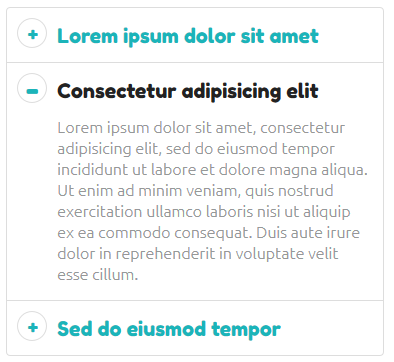 + Lorem ipsum dolor sit amet
– Consectetur adipisicing elit
Lorem ipsum dolor sit amet, consectetur
adipisicing elit, sed do eiusmod tempor
incididunt ut labore et dolore magna aliqua.
Ut enim ad minim veniam, quis nostrud
exercitation ullamco laboris nisi ut aliquip
ex ea commodo consequat. Duis aute irure
dolor in reprehenderit in voluptate velit
esse cillum.
+ Sed do eiusmod tempor